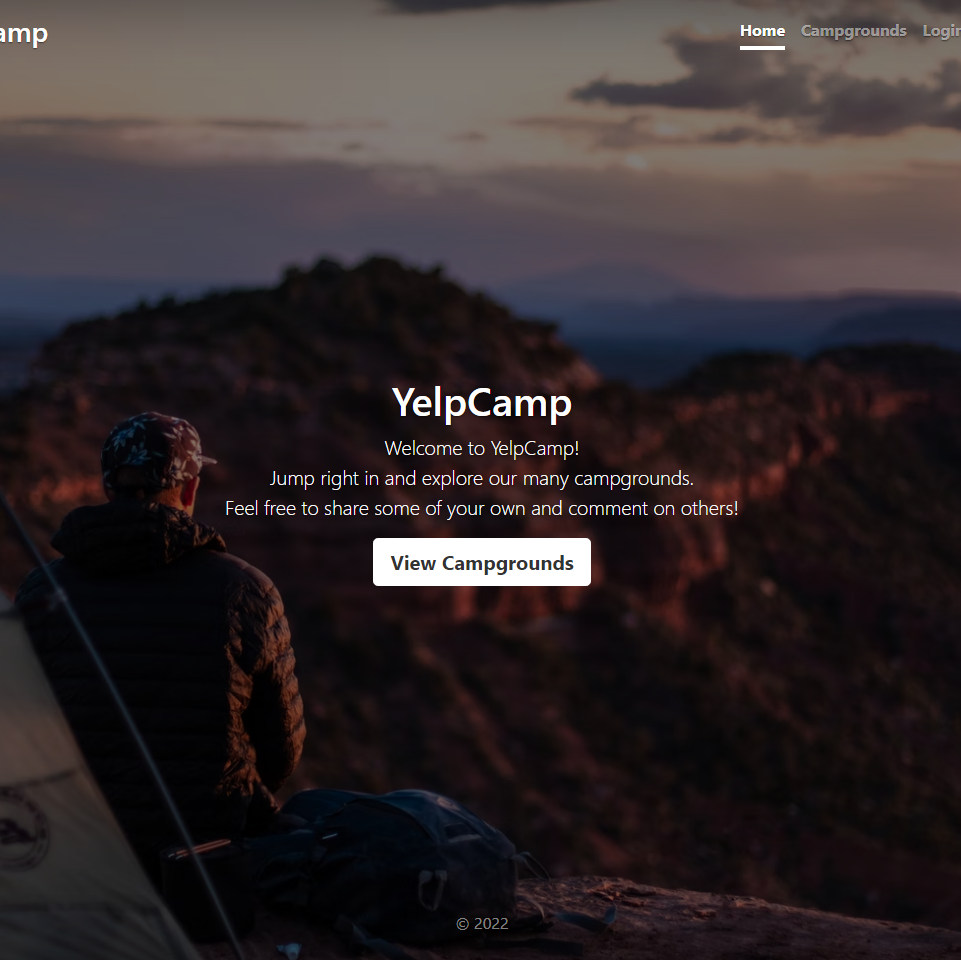 amp
Home Campgrounds Login
YelpCamp
Welcome to YelpCamp!
Jump right in and explore our many campgrounds.
Feel free to share some of your own and comment on others!
View Campgrounds
© 2022